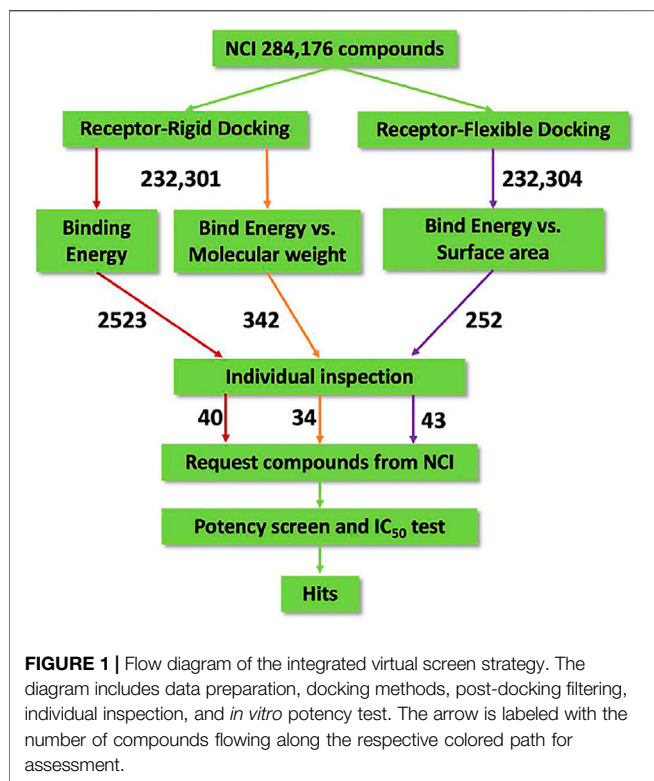 NCI 284,176 compounds
Receptor-Rigid Docking
Receptor-Flexible Docking
232,301
232,304
Binding
Energy
Bind Energy vs.
Molecular weight
Bind Energy vs.
Surface area
2523
342
252
Individual inspection
40
34
43
Request compounds from NCI
Potency screen and IC50 test
Hits
FIGURE 1 | Flow diagram of the integrated virtual screen strategy. The
diagram includes data preparation, docking methods, post-docking filtering,
individual inspection, and in vitro potency test. The arrow is labeled with the
number of compounds flowing along the respective colored path for
assessment.